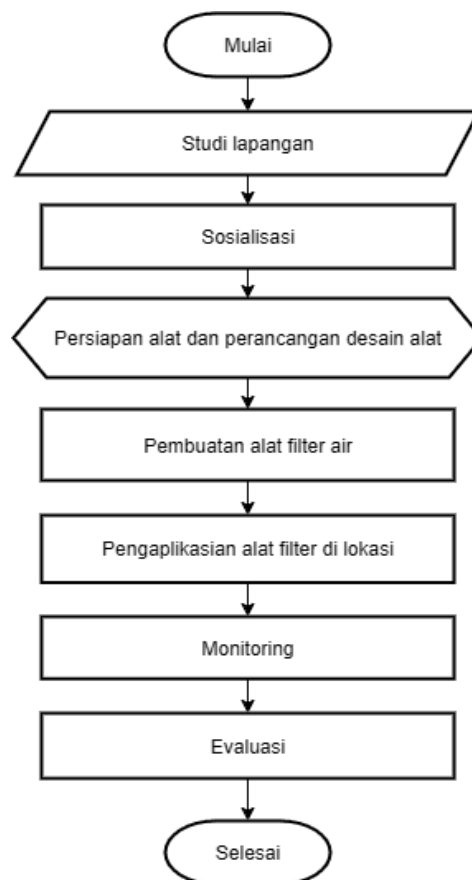 Mulai
Studi lapangan
Sosialisasi
Persiapan alat dan perancangan desain alat
Pembuatan alat filter air
Pengaplikasian alat filter di lokasi
Monitoring
Evaluasi
Selesai